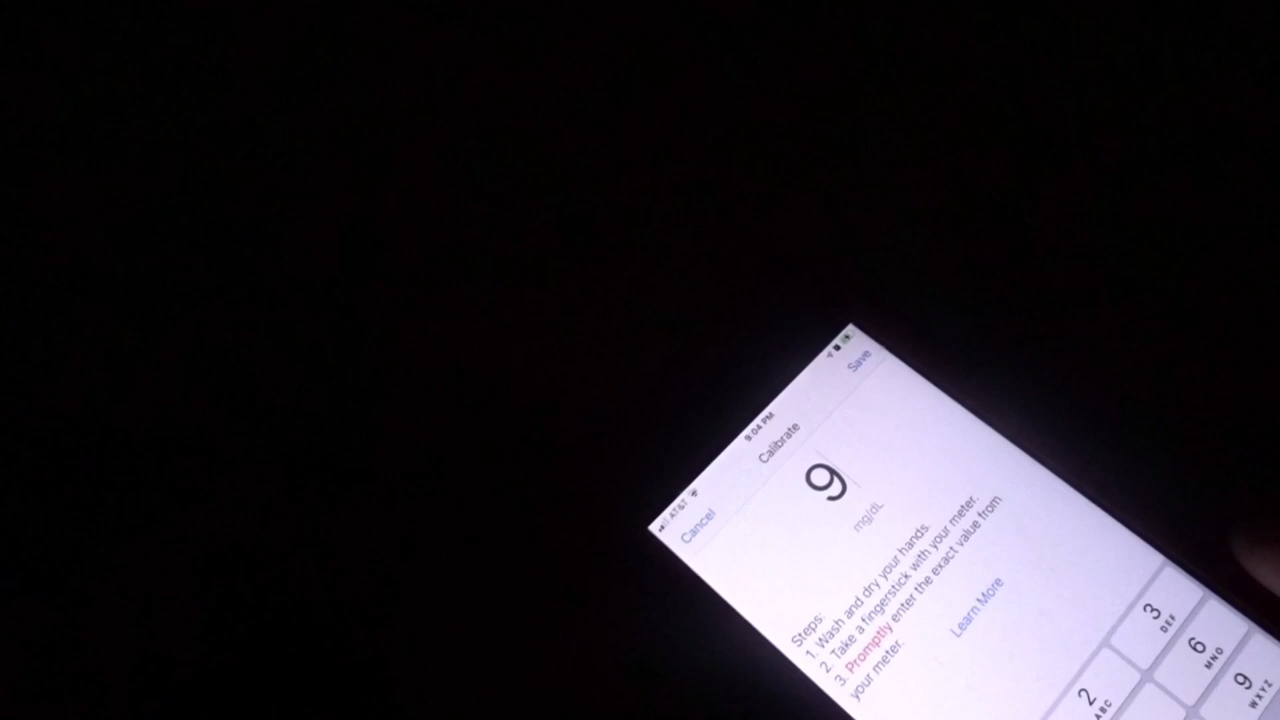 AT&T 9:04 PM
Cancel Calibrate Save
9
mg/dL
Steps:
1. Wash and dry your hands.
2. Take a fingerstick with your meter.
3. Promptly enter the exact value from
your meter.
Learn More
2 ABC 3 DEF
6 MNO
9 WXYZ